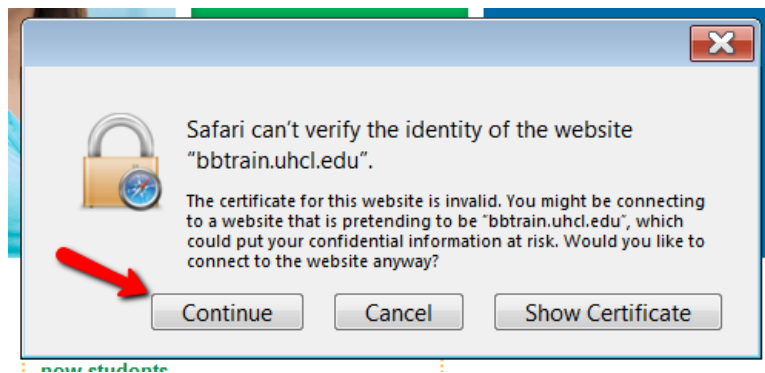 Safari can't verify the identity of the website
"bbtrain.uhcl.edu".
The certificate for this website is invalid. You might be connecting
to a website that is pretending to be "bbtrain.uhcl.edu", which
could put your confidential information at risk. Would you like to
connect to the website anyway?
Continue Cancel Show Certificate
now students